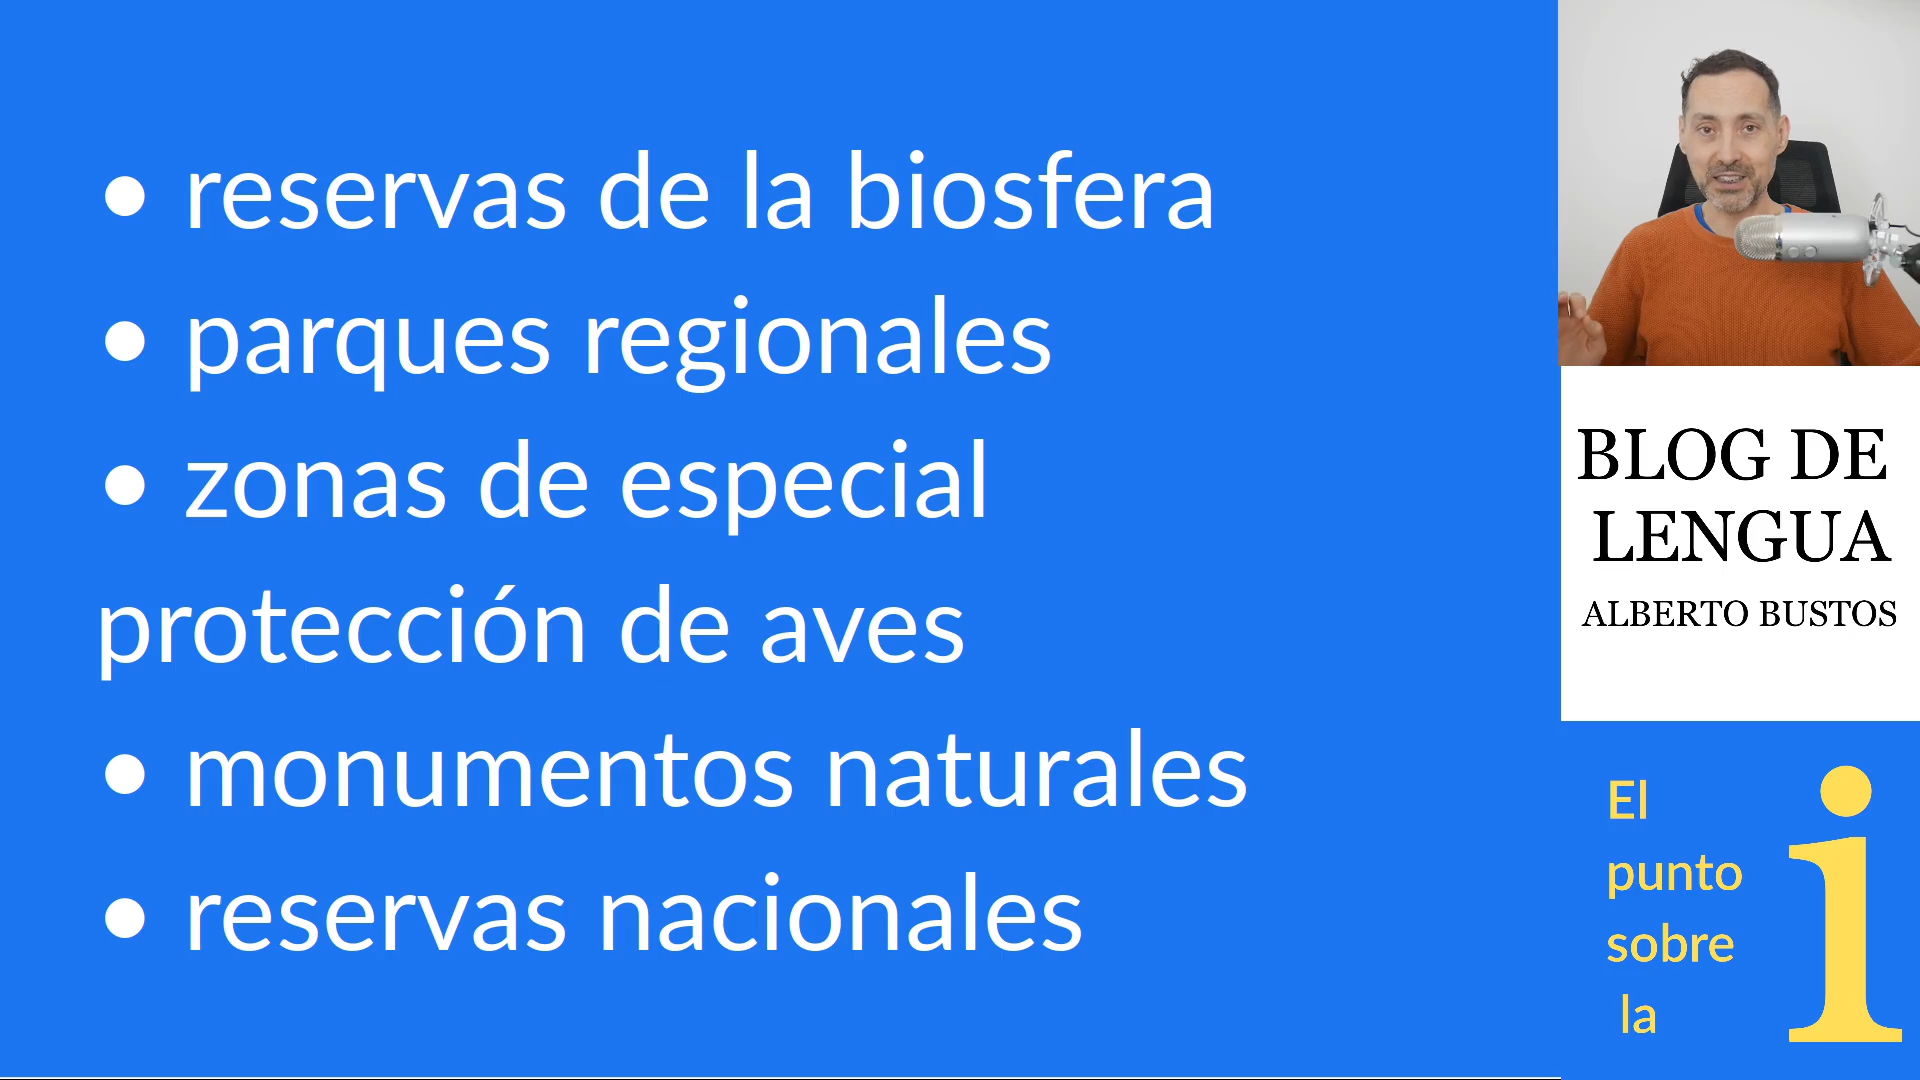 • reservas de la biosfera
• parques regionales
• zonas de especial
protección de aves
• monumentos naturales
• reservas nacionales
BLOG DE
LENGUA
ALBERTO BUSTOS
El
punto
sobre
la
i